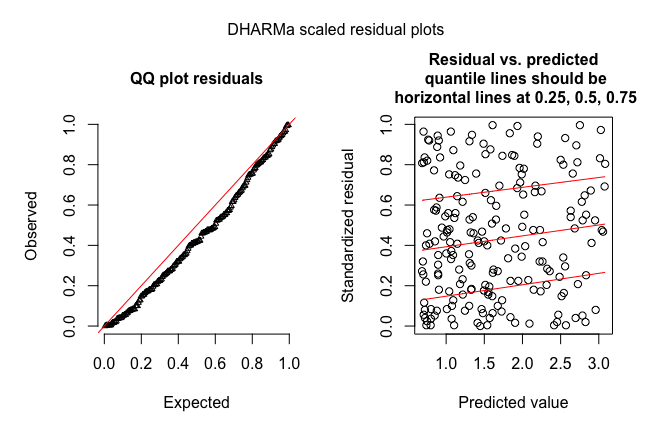 DHARMa scaled residual plots
QQ plot residuals
Observed
0.0 0.2 0.4 0.6 0.8 1.0
0.0 0.2 0.4 0.6 0.8 1.0
Expected
Residual vs. predicted
quantile lines should be
horizontal lines at 0.25, 0.5, 0.75
Standardized residual
0.0 0.2 0.4 0.6 0.8 1.0
1.0 1.5 2.0 2.5 3.0
Predicted value